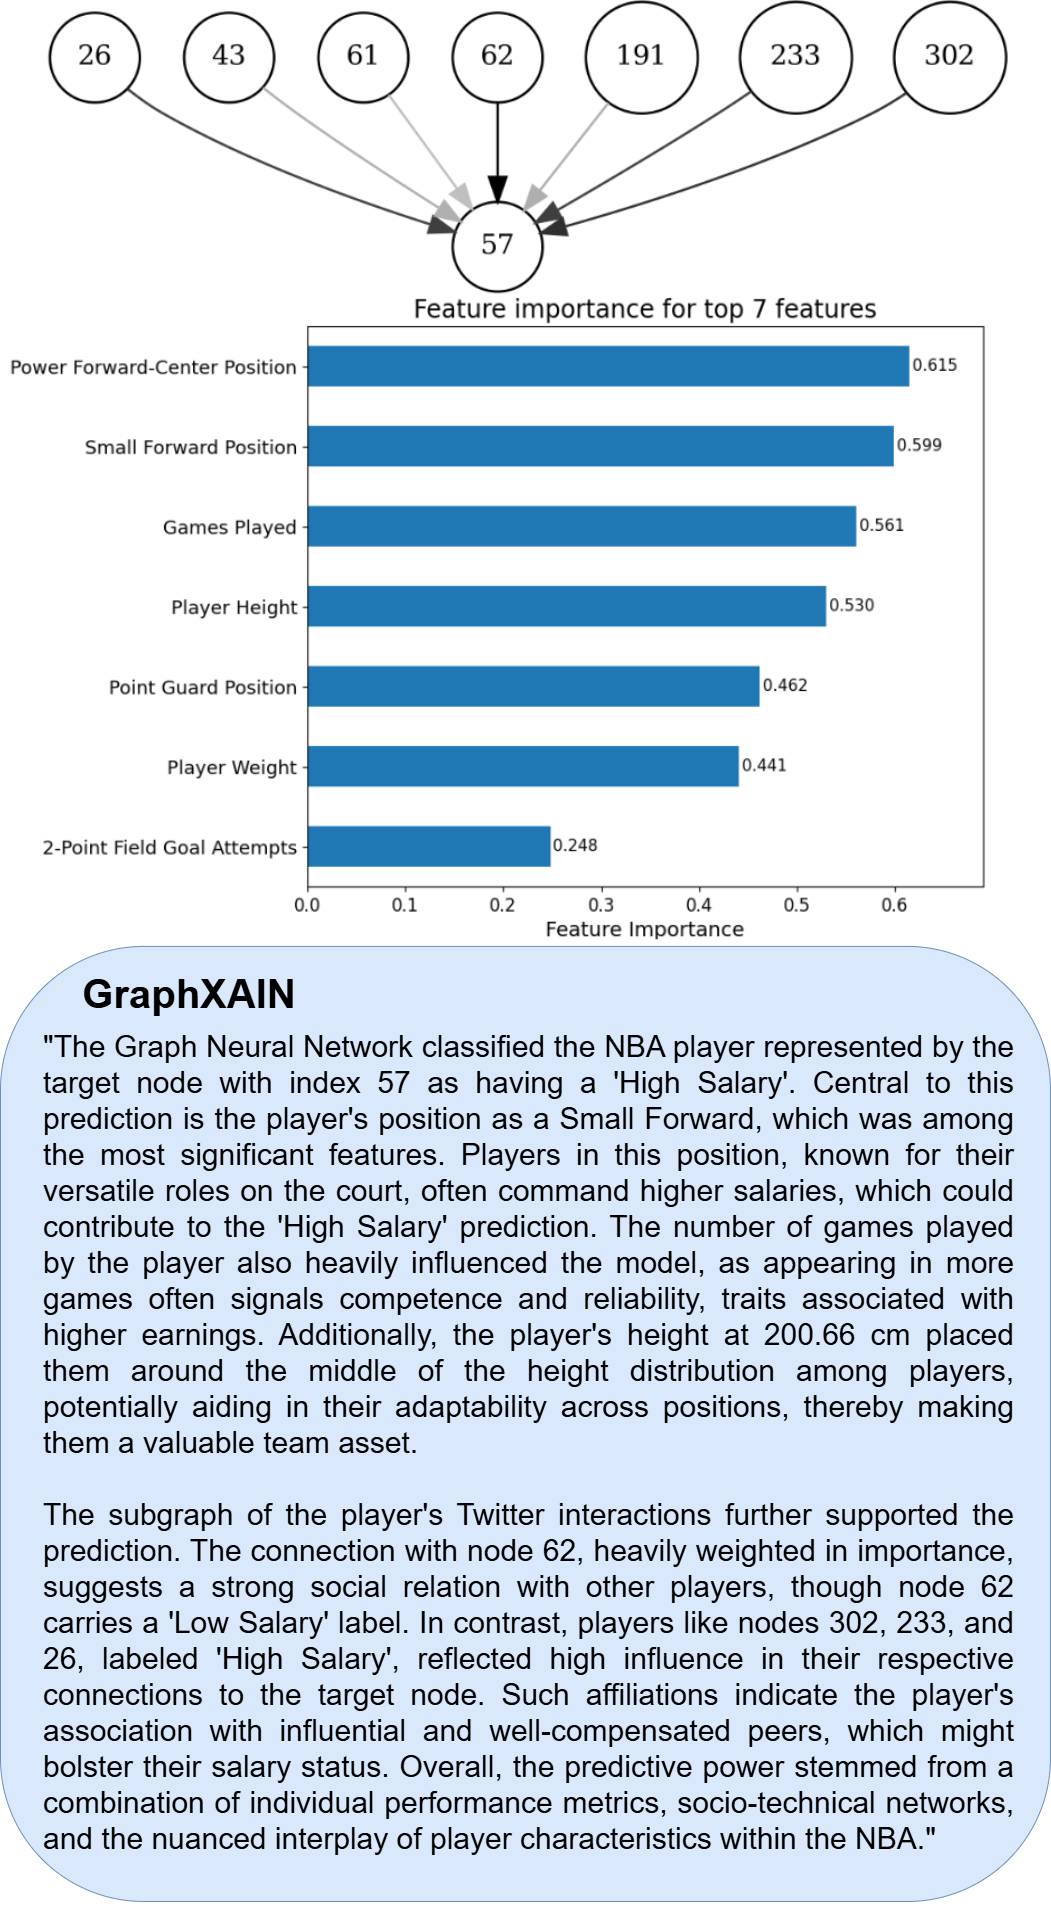 26 43 61 62 191 233 302
57
Feature importance for top 7 features
Power Forward-Center Position 0.615
Small Forward Position 0.599
Games Played 0.561
Player Height 0.530
Point Guard Position 0.462
Player Weight 0.441
2-Point Field Goal Attempts 0.248
0.0 0.1 0.2 0.3 0.4 0.5 0.6
Feature Importance
GraphXAIN
"The Graph Neural Network classified the NBA player represented by the
target node with index 57 as having a 'High Salary'. Central to this
prediction is the player's position as a Small Forward, which was among
the most significant features. Players in this position, known for their
versatile roles on the court, often command higher salaries, which could
contribute to the 'High Salary' prediction. The number of games played
by the player also heavily influenced the model, as appearing in more
games often signals competence and reliability, traits associated with
higher earnings. Additionally, the player's height at 200.66 cm placed
them around the middle of the height distribution among players,
potentially aiding in their adaptability across positions, thereby making
them a valuable team asset.
The subgraph of the player's Twitter interactions further supported the
prediction. The connection with node 62, heavily weighted in importance,
suggests a strong social relation with other players, though node 62
carries a 'Low Salary' label. In contrast, players like nodes 302, 233, and
26, labeled 'High Salary', reflected high influence in their respective
connections to the target node. Such affiliations indicate the player's
association with influential and well-compensated peers, which might
bolster their salary status. Overall, the predictive power stemmed from a
combination of individual performance metrics, socio-technical networks,
and the nuanced interplay of player characteristics within the NBA."